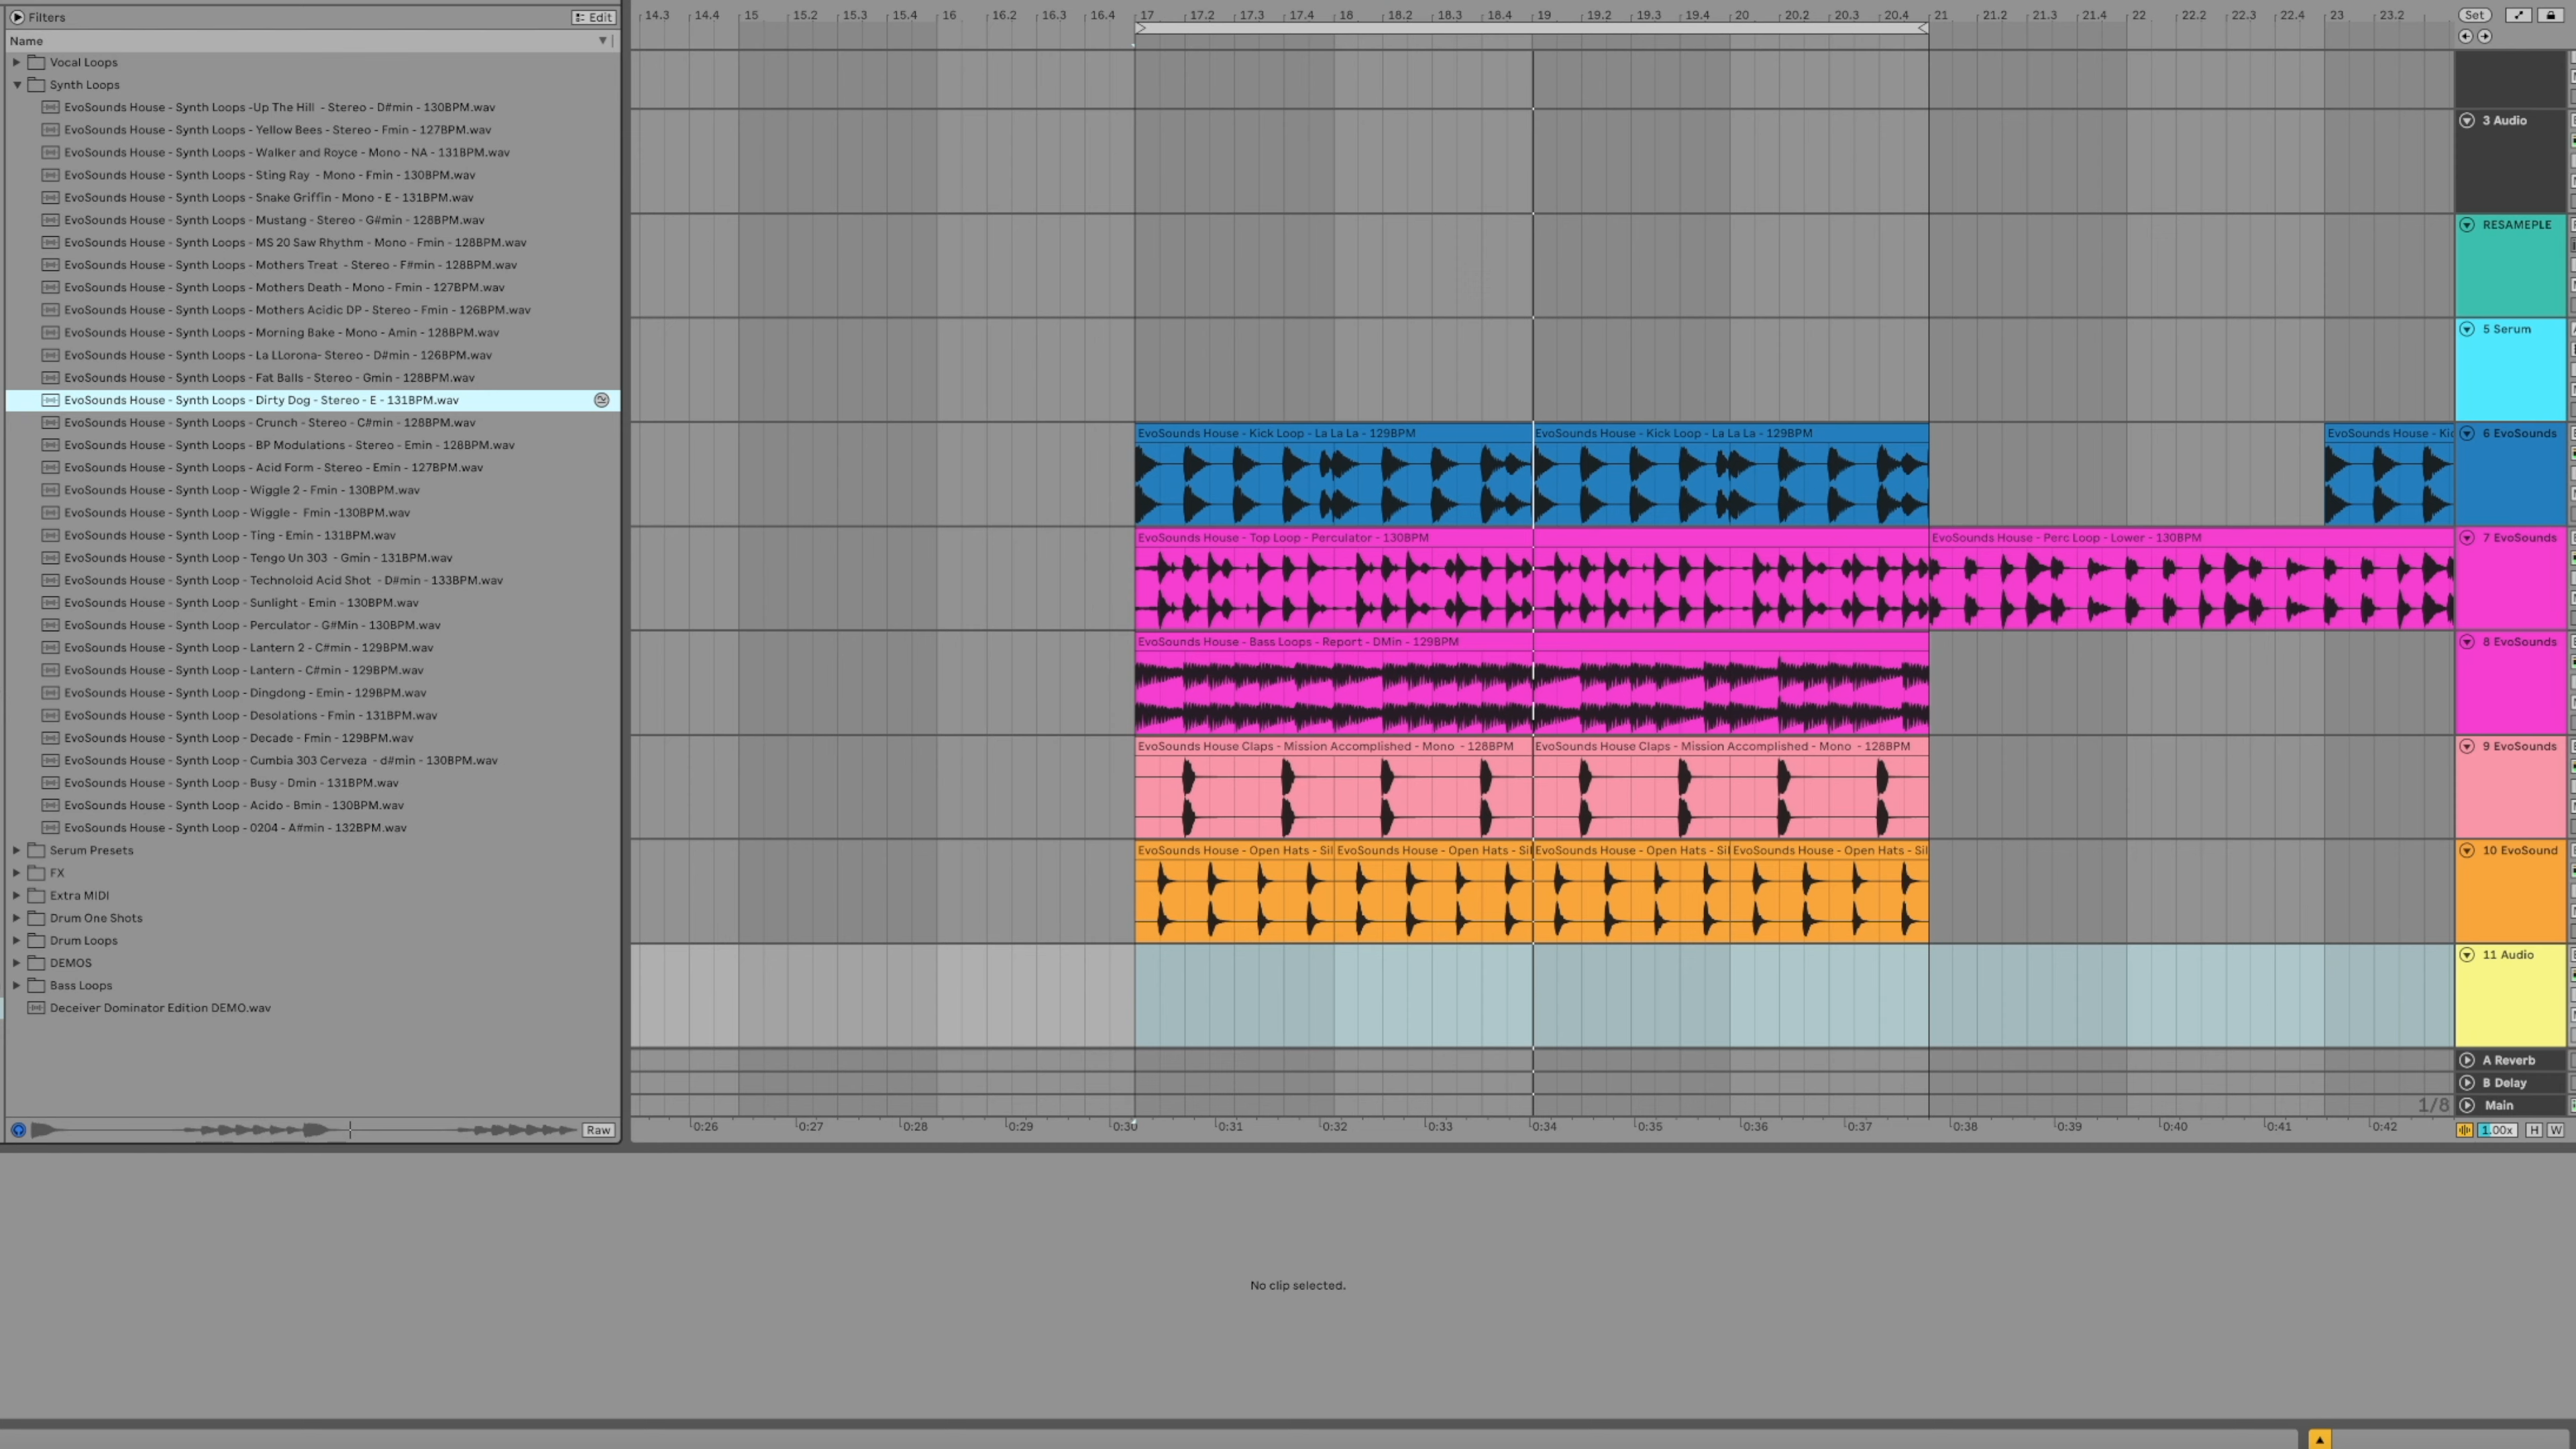 Filters
Edit
Name
Vocal Loops
Synth Loops
EvoSounds House - Synth Loops -Up The Hill - Stereo - D#min - 130BPM.wav
EvoSounds House - Synth Loops - Yellow Bees - Stereo - Fmin - 127BPM.wav
EvoSounds House - Synth Loops - Walker and Royce - Mono - NA - 131BPM.wav
EvoSounds House - Synth Loops - Sting Ray - Mono - Fmin - 130BPM.wav
EvoSounds House - Synth Loops - Snake Griffin - Mono - E - 131BPM.wav
EvoSounds House - Synth Loops - Mustang - Stereo - G#min - 128BPM.wav
EvoSounds House - Synth Loops - MS 20 Saw Rhythm - Mono - Fmin - 128BPM.wav
EvoSounds House - Synth Loops - Mothers Treat - Stereo - F#min - 128BPM.wav
EvoSounds House - Synth Loops - Mothers Death - Mono - Fmin - 127BPM.wav
EvoSounds House - Synth Loops - Mothers Acidic DP - Stereo - Fmin - 126BPM.wav
EvoSounds House - Synth Loops - Morning Bake - Mono - Amin - 128BPM.wav
EvoSounds House - Synth Loops - La LLorona- Stereo - D#min - 126BPM.wav
EvoSounds House - Synth Loops - Fat Balls - Stereo - Gmin - 128BPM.wav
EvoSounds House - Synth Loops - Dirty Dog - Stereo - E - 131BPM.wav
EvoSounds House - Synth Loops - Crunch - Stereo - C#min - 128BPM.wav
EvoSounds House - Synth Loops - BP Modulations - Stereo - Emin - 128BPM.wav
EvoSounds House - Synth Loops - Acid Form - Stereo - Emin - 127BPM.wav
EvoSounds House - Synth Loop - Wiggle 2 - Fmin - 130BPM.wav
EvoSounds House - Synth Loop - Wiggle - Fmin -130BPM.wav
EvoSounds House - Synth Loop - Ting - Emin - 131BPM.wav
EvoSounds House - Synth Loop - Tengo Un 303 - Gmin - 131BPM.wav
EvoSounds House - Synth Loop - Technoloid Acid Shot - D#min - 133BPM.wav
EvoSounds House - Synth Loop - Sunlight - Emin - 130BPM.wav
EvoSounds House - Synth Loop - Perculator - G#Min - 130BPM.wav
EvoSounds House - Synth Loop - Lantern 2 - C#min - 129BPM.wav
EvoSounds House - Synth Loop - Lantern - C#min - 129BPM.wav
EvoSounds House - Synth Loop - Dingdong - Emin - 129BPM.wav
EvoSounds House - Synth Loop - Desolations - Fmin - 131BPM.wav
EvoSounds House - Synth Loop - Decade - Fmin - 129BPM.wav
EvoSounds House - Synth Loop - Cumbia 303 Cerveza - d#min - 130BPM.wav
EvoSounds House - Synth Loop - Busy - Dmin - 131BPM.wav
EvoSounds House - Synth Loop - Acido - Bmin - 130BPM.wav
EvoSounds House - Synth Loop - 0204 - A#min - 132BPM.wav
Serum Presets
FX
Extra MIDI
Drum One Shots
Drum Loops
DEMOS
Bass Loops
Deceiver Dominator Edition DEMO.wav
Raw
14.3 14.4 15 15.2 15.3 15.4 16 16.2 16.3 16.4 17 17.2 17.3 17.4 18 18.2 18.3 18.4 19 19.2 19.3 19.4 20 20.2 20.3 20.4 21 21.2 21.3 21.4 22 22.2 22.3 22.4 23 23.2
Set
3 Audio
RESAMEPLE
5 Serum
EvoSounds House - Kick Loop - La La La - 129BPM
EvoSounds House - Kick Loop - La La La - 129BPM
EvoSounds House - Kic
6 EvoSounds
EvoSounds House - Top Loop - Perculator - 130BPM
EvoSounds House - Perc Loop - Lower - 130BPM
7 EvoSounds
EvoSounds House - Bass Loops - Report - DMin - 129BPM
8 EvoSounds
EvoSounds House Claps - Mission Accomplished - Mono - 128BPM
EvoSounds House Claps - Mission Accomplished - Mono - 128BPM
9 EvoSounds
EvoSounds House - Open Hats - Sil
EvoSounds House - Open Hats - Sil
EvoSounds House - Open Hats - Sil
EvoSounds House - Open Hats - Sil
10 EvoSound
11 Audio
A Reverb
B Delay
1/8
Main
0:26 0:27 0:28 0:29 0:30 0:31 0:32 0:33 0:34 0:35 0:36 0:37 0:38 0:39 0:40 0:41 0:42
1.00x
H
W
No clip selected.